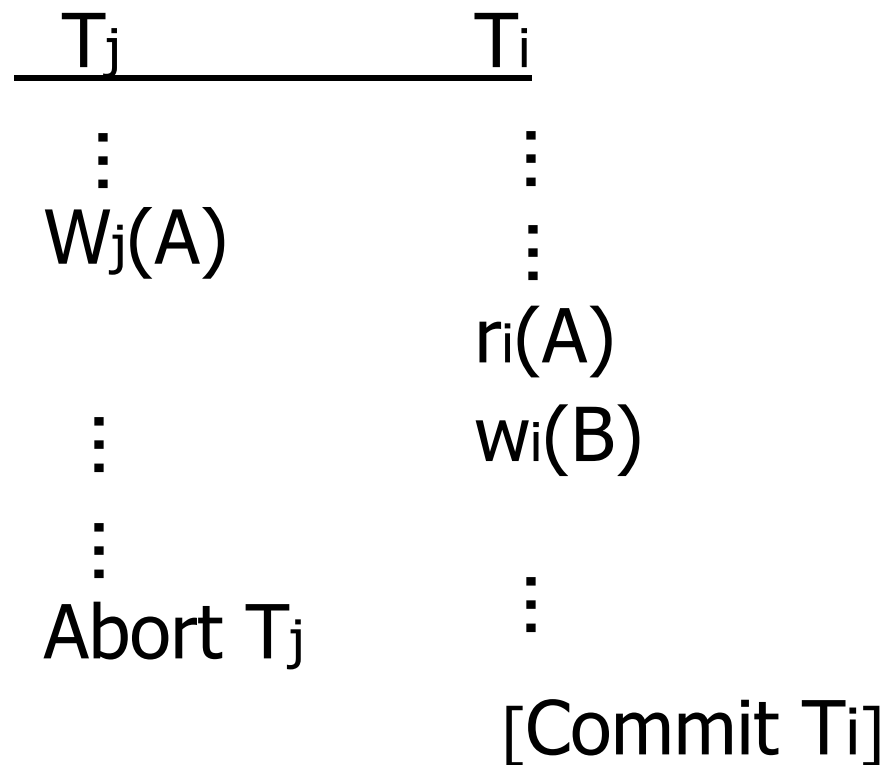 Tj Ti
⋮ ⋮
Wj(A) ⋮
ri(A)
⋮ wi(B)
⋮
Abort Tj ⋮
[Commit Ti]